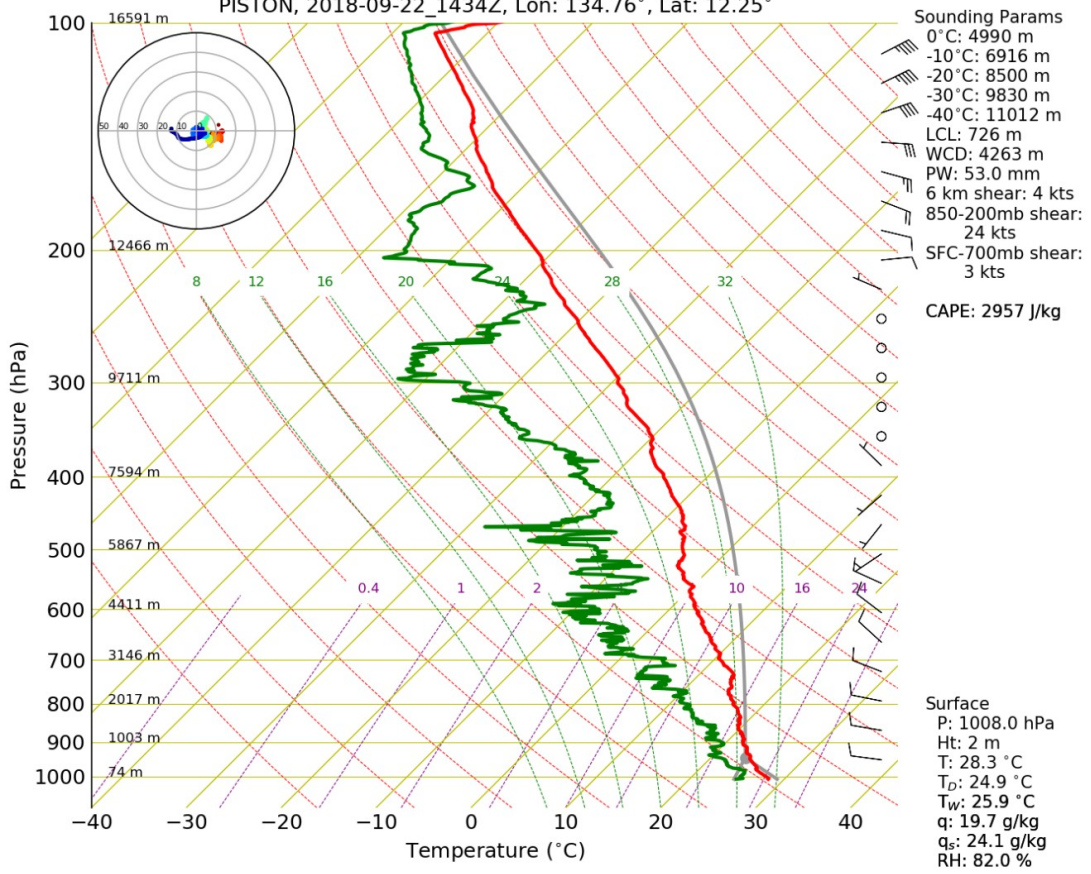 PISTON, 2018-09-22_1434Z, Lon: 134.76°, Lat: 12.25°
Sounding Params
0°C: 4990 m
-10°C: 6916 m
-20°C: 8500 m
-30°C: 9830 m
-40°C: 11012 m
LCL: 726 m
WCD: 4263 m
PW: 53.0 mm
6 km shear: 4 kts
850-200mb shear:
24 kts
SFC-700mb shear:
3 kts
CAPE: 2957 J/kg
100 16591 m
50 40 30 20 10 0
200 12466 m
8 12 16 20 24 28 32
300 9711 m
Pressure (hPa)
400 7594 m
500 5867 m
0.4 1 2 10 16 24
600 4411 m
700 3146 m
800 2017 m
900 1003 m
1000 74 m
−40 −30 −20 −10 0 10 20 30 40
Temperature (°C)
Surface
P: 1008.0 hPa
Ht: 2 m
T: 28.3 °C
T_D: 24.9 °C
T_W: 25.9 °C
q: 19.7 g/kg
q_s: 24.1 g/kg
RH: 82.0 %